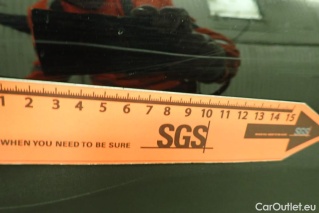 1 2 3 4 5 6 7 8 9 10 11 12 13 14 15
WHEN YOU NEED TO BE SURE SGS
SGS
CarOutlet.eu